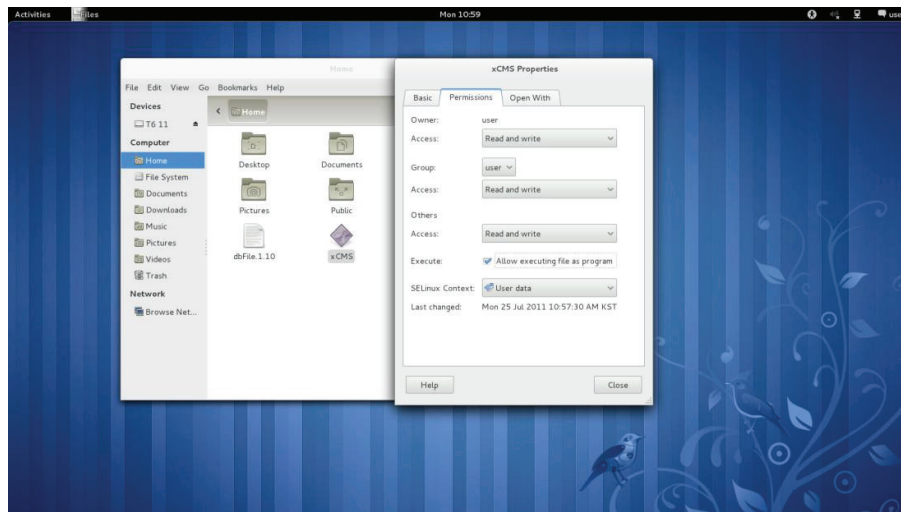 Activities
Files
Mon 10:59
use
Home
File Edit View Go Bookmarks Help
Devices
T6 11
Computer
Home
File System
Documents
Downloads
Music
Pictures
Videos
Trash
Network
Browse Net...
Home
Desktop
Documents
Pictures
Public
dbFile.1.10
xCMS
xCMS Properties
Basic
Permissions
Open With
Owner: user
Access: Read and write
Group: user
Access: Read and write
Others
Access: Read and write
Execute: Allow executing file as program
SELinux Context: User data
Last changed: Mon 25 Jul 2011 10:57:30 AM KST
Help
Close